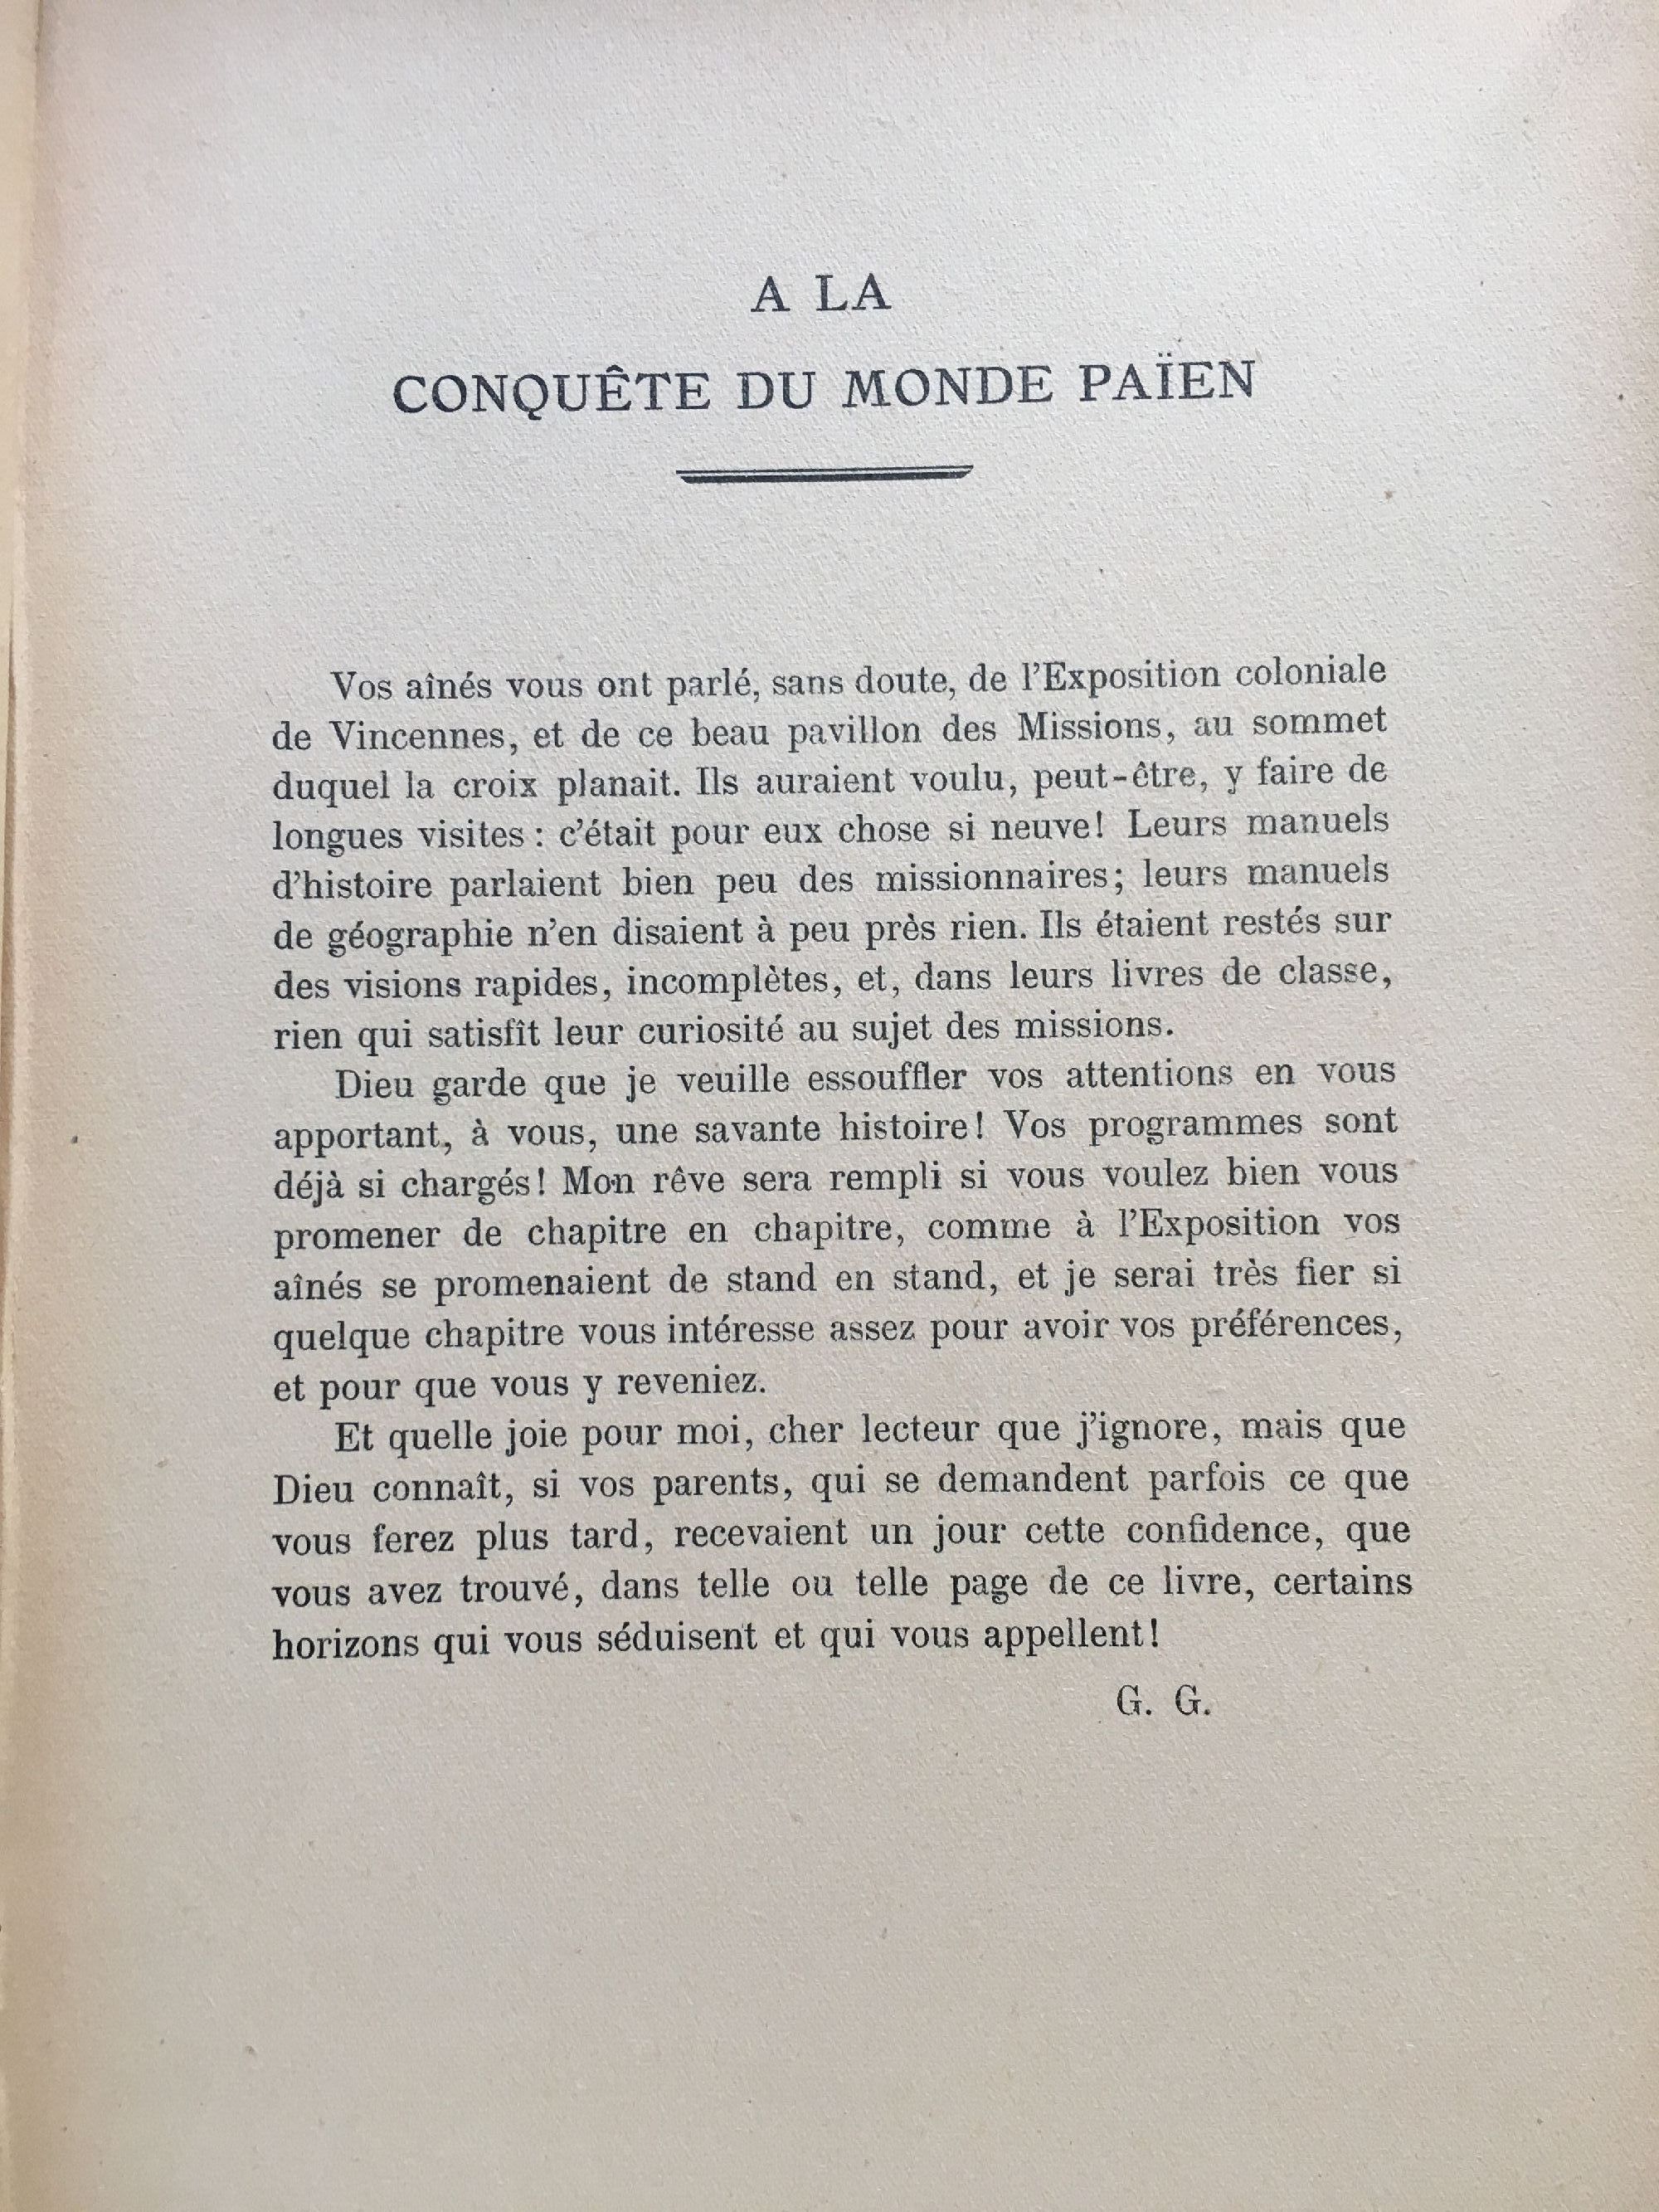 A LA
CONQUÊTE DU MONDE PAÏEN
Vos aînés vous ont parlé, sans doute, de l'Exposition coloniale
de Vincennes, et de ce beau pavillon des Missions, au sommet
duquel la croix planait. Ils auraient voulu, peut-être, y faire de
longues visites : c'était pour eux chose si neuve! Leurs manuels
d'histoire parlaient bien peu des missionnaires; leurs manuels
de géographie n'en disaient à peu près rien. Ils étaient restés sur
des visions rapides, incomplètes, et, dans leurs livres de classe,
rien qui satisfît leur curiosité au sujet des missions.
Dieu garde que je veuille essouffler vos attentions en vous
apportant, à vous, une savante histoire! Vos programmes sont
déjà si chargés! Mon rêve sera rempli si vous voulez bien vous
promener de chapitre en chapitre, comme à l'Exposition vos
aînés se promenaient de stand en stand, et je serai très fier si
quelque chapitre vous intéresse assez pour avoir vos préférences,
et pour que vous y reveniez.
Et quelle joie pour moi, cher lecteur que j'ignore, mais que
Dieu connaît, si vos parents, qui se demandent parfois ce que
vous ferez plus tard, recevaient un jour cette confidence, que
vous avez trouvé, dans telle ou telle page de ce livre, certains
horizons qui vous séduisent et qui vous appellent!
G. G.